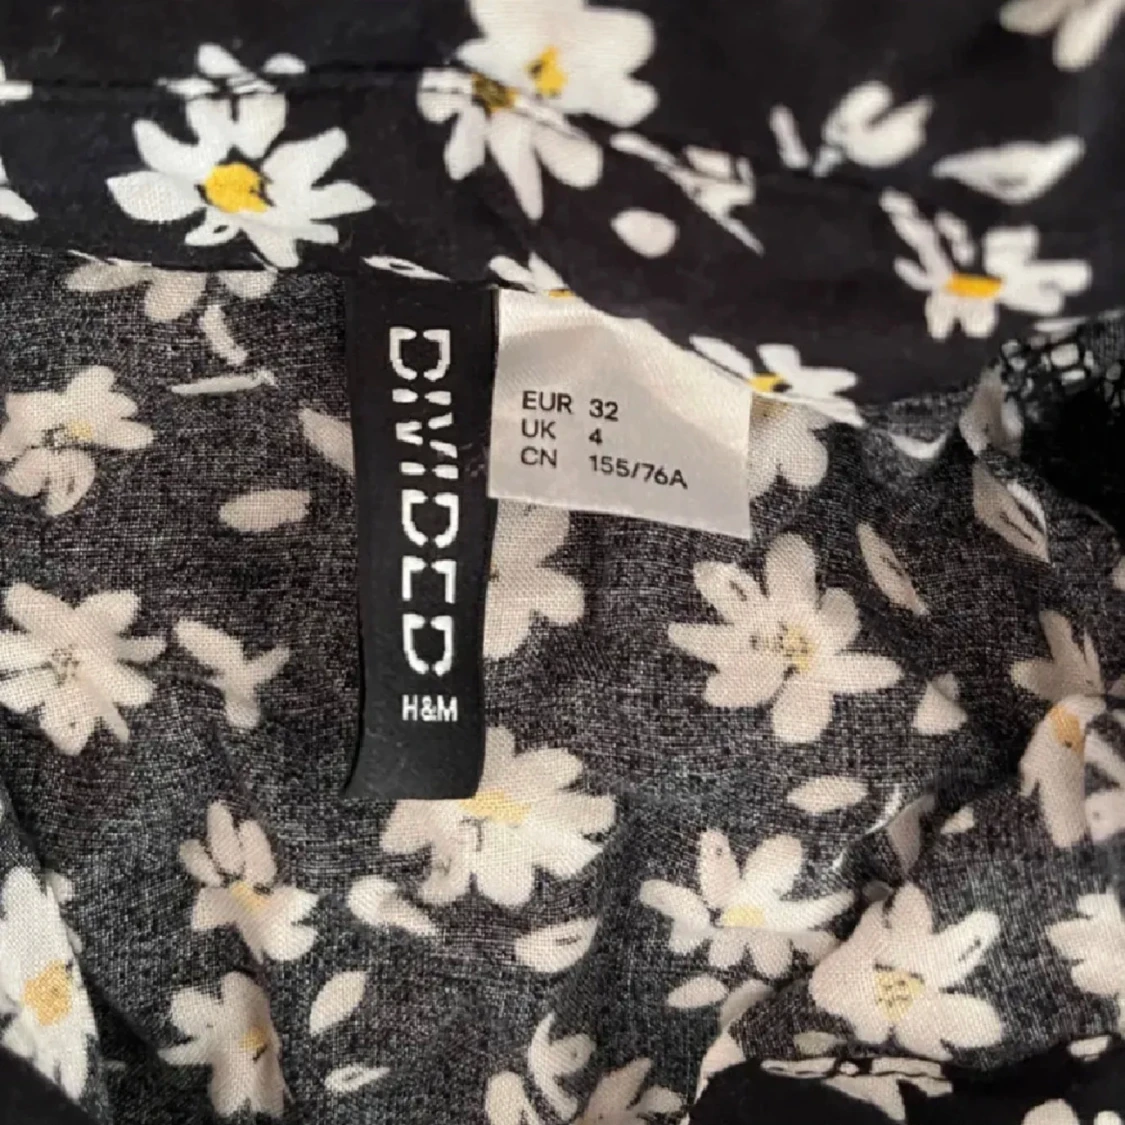 DIVIDED
H&M
EUR 32
UK 4
CN 155/76A